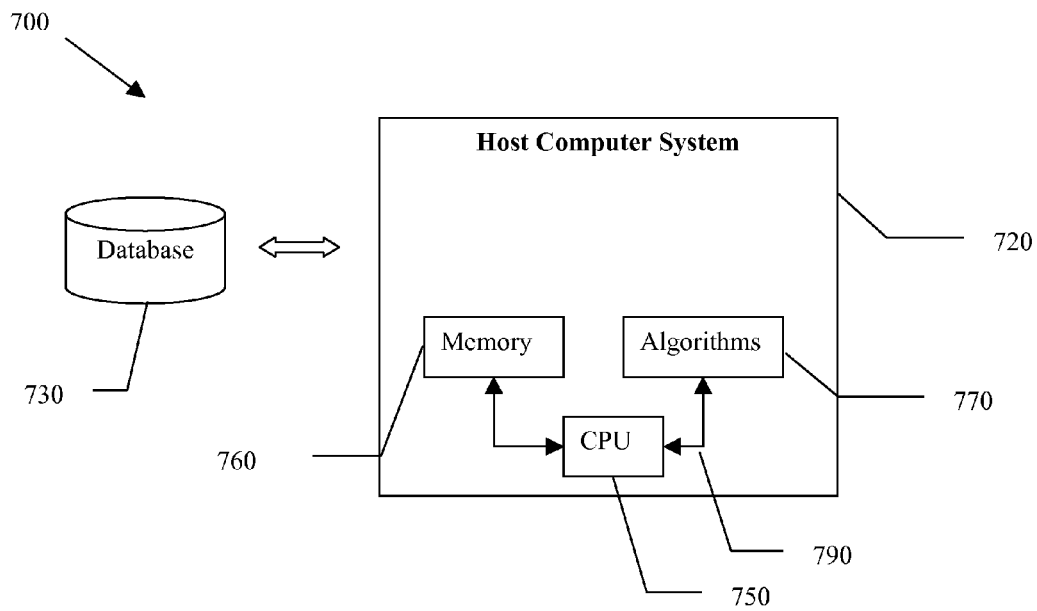 700
Host Computer System
Database
720
Memory
Algorithms
730
770
CPU
760
790
750